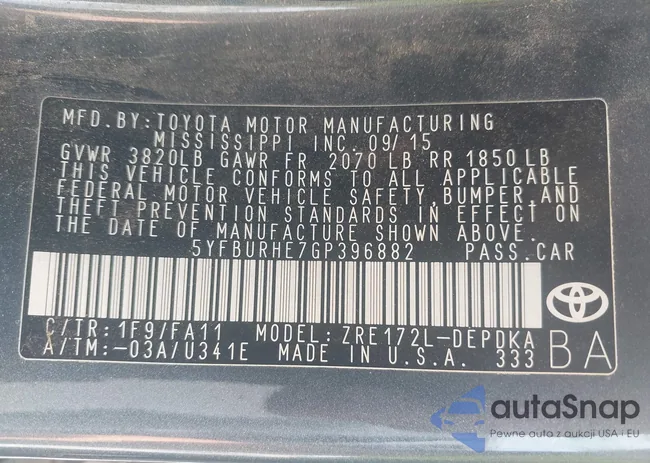 MFD.BY:TOYOTA MOTOR MANUFACTURING
MISSISSIPPI INC. 09/15
GVWR 3820LB GAWR FR 2070 LB RR 1850 LB
THIS VEHICLE CONFORMS TO ALL APPLICABLE
FEDERAL MOTOR VEHICLE SAFETY,BUMPER,AND
THEFT PREVENTION STANDARDS IN EFFECT ON
THE DATE OF MANUFACTURE SHOWN ABOVE.
5YFBURHE7GP396882 PASS.CAR
C/TR:1F9/FA11 MODEL:ZRE172L-DEPDKA
A/TM:-03A/U341E MADE IN U.S.A. 333
BA
autaSnap
Pewne auta z aukcji USA i EU